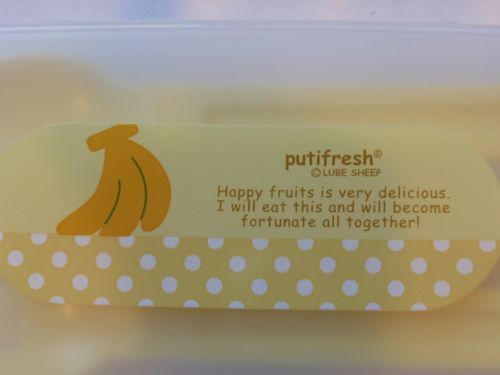 putifresh®
©LUBE SHEEP
Happy fruits is very delicious.
I will eat this and will become
fortunate all together!